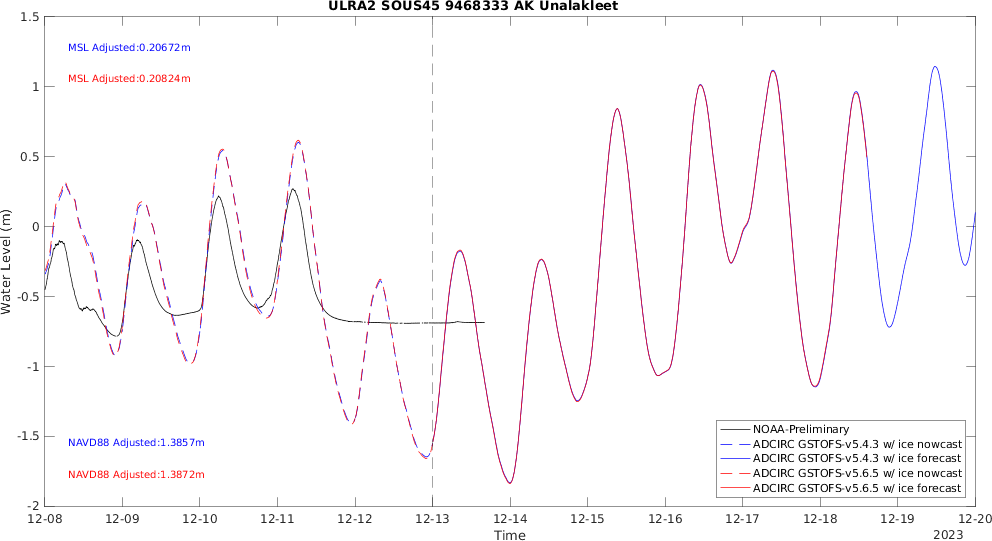 ULRA2 SOUS45 9468333 AK Unalakleet
1.5
1
0.5
0
-0.5
-1
-1.5
-2
Water Level (m)
MSL Adjusted:0.20672m
MSL Adjusted:0.20824m
NAVD88 Adjusted:1.3857m
NAVD88 Adjusted:1.3872m
NOAA-Preliminary
ADCIRC GSTOFS-v5.4.3 w/ ice nowcast
ADCIRC GSTOFS-v5.4.3 w/ ice forecast
ADCIRC GSTOFS-v5.6.5 w/ ice nowcast
ADCIRC GSTOFS-v5.6.5 w/ ice forecast
12-08 12-09 12-10 12-11 12-12 12-13 12-14 12-15 12-16 12-17 12-18 12-19 12-20
Time
2023